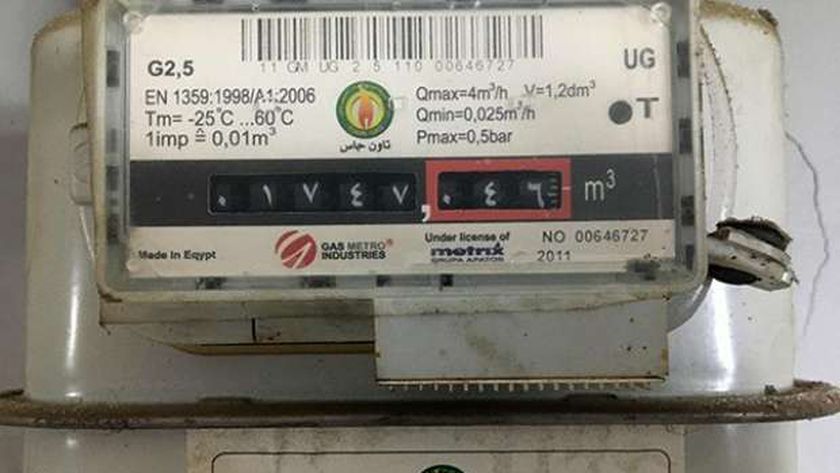 11 GM UG 2 5 110 00646727
G2,5
UG
EN 1359:1998/A1:2006
Tm= -25°C ...60°C
1imp ≙ 0,01m³
تاون جاس
Qmax=4m³/h V=1,2dm³
Qmin=0,025m³/h
Pmax=0,5bar
T
٠١٧٤٧,٠٤٦ m³
Made in Egypt
GAS METRO®
INDUSTRIES
Under license of
metrix
GRUPA APATOR
NO 00646727
2011